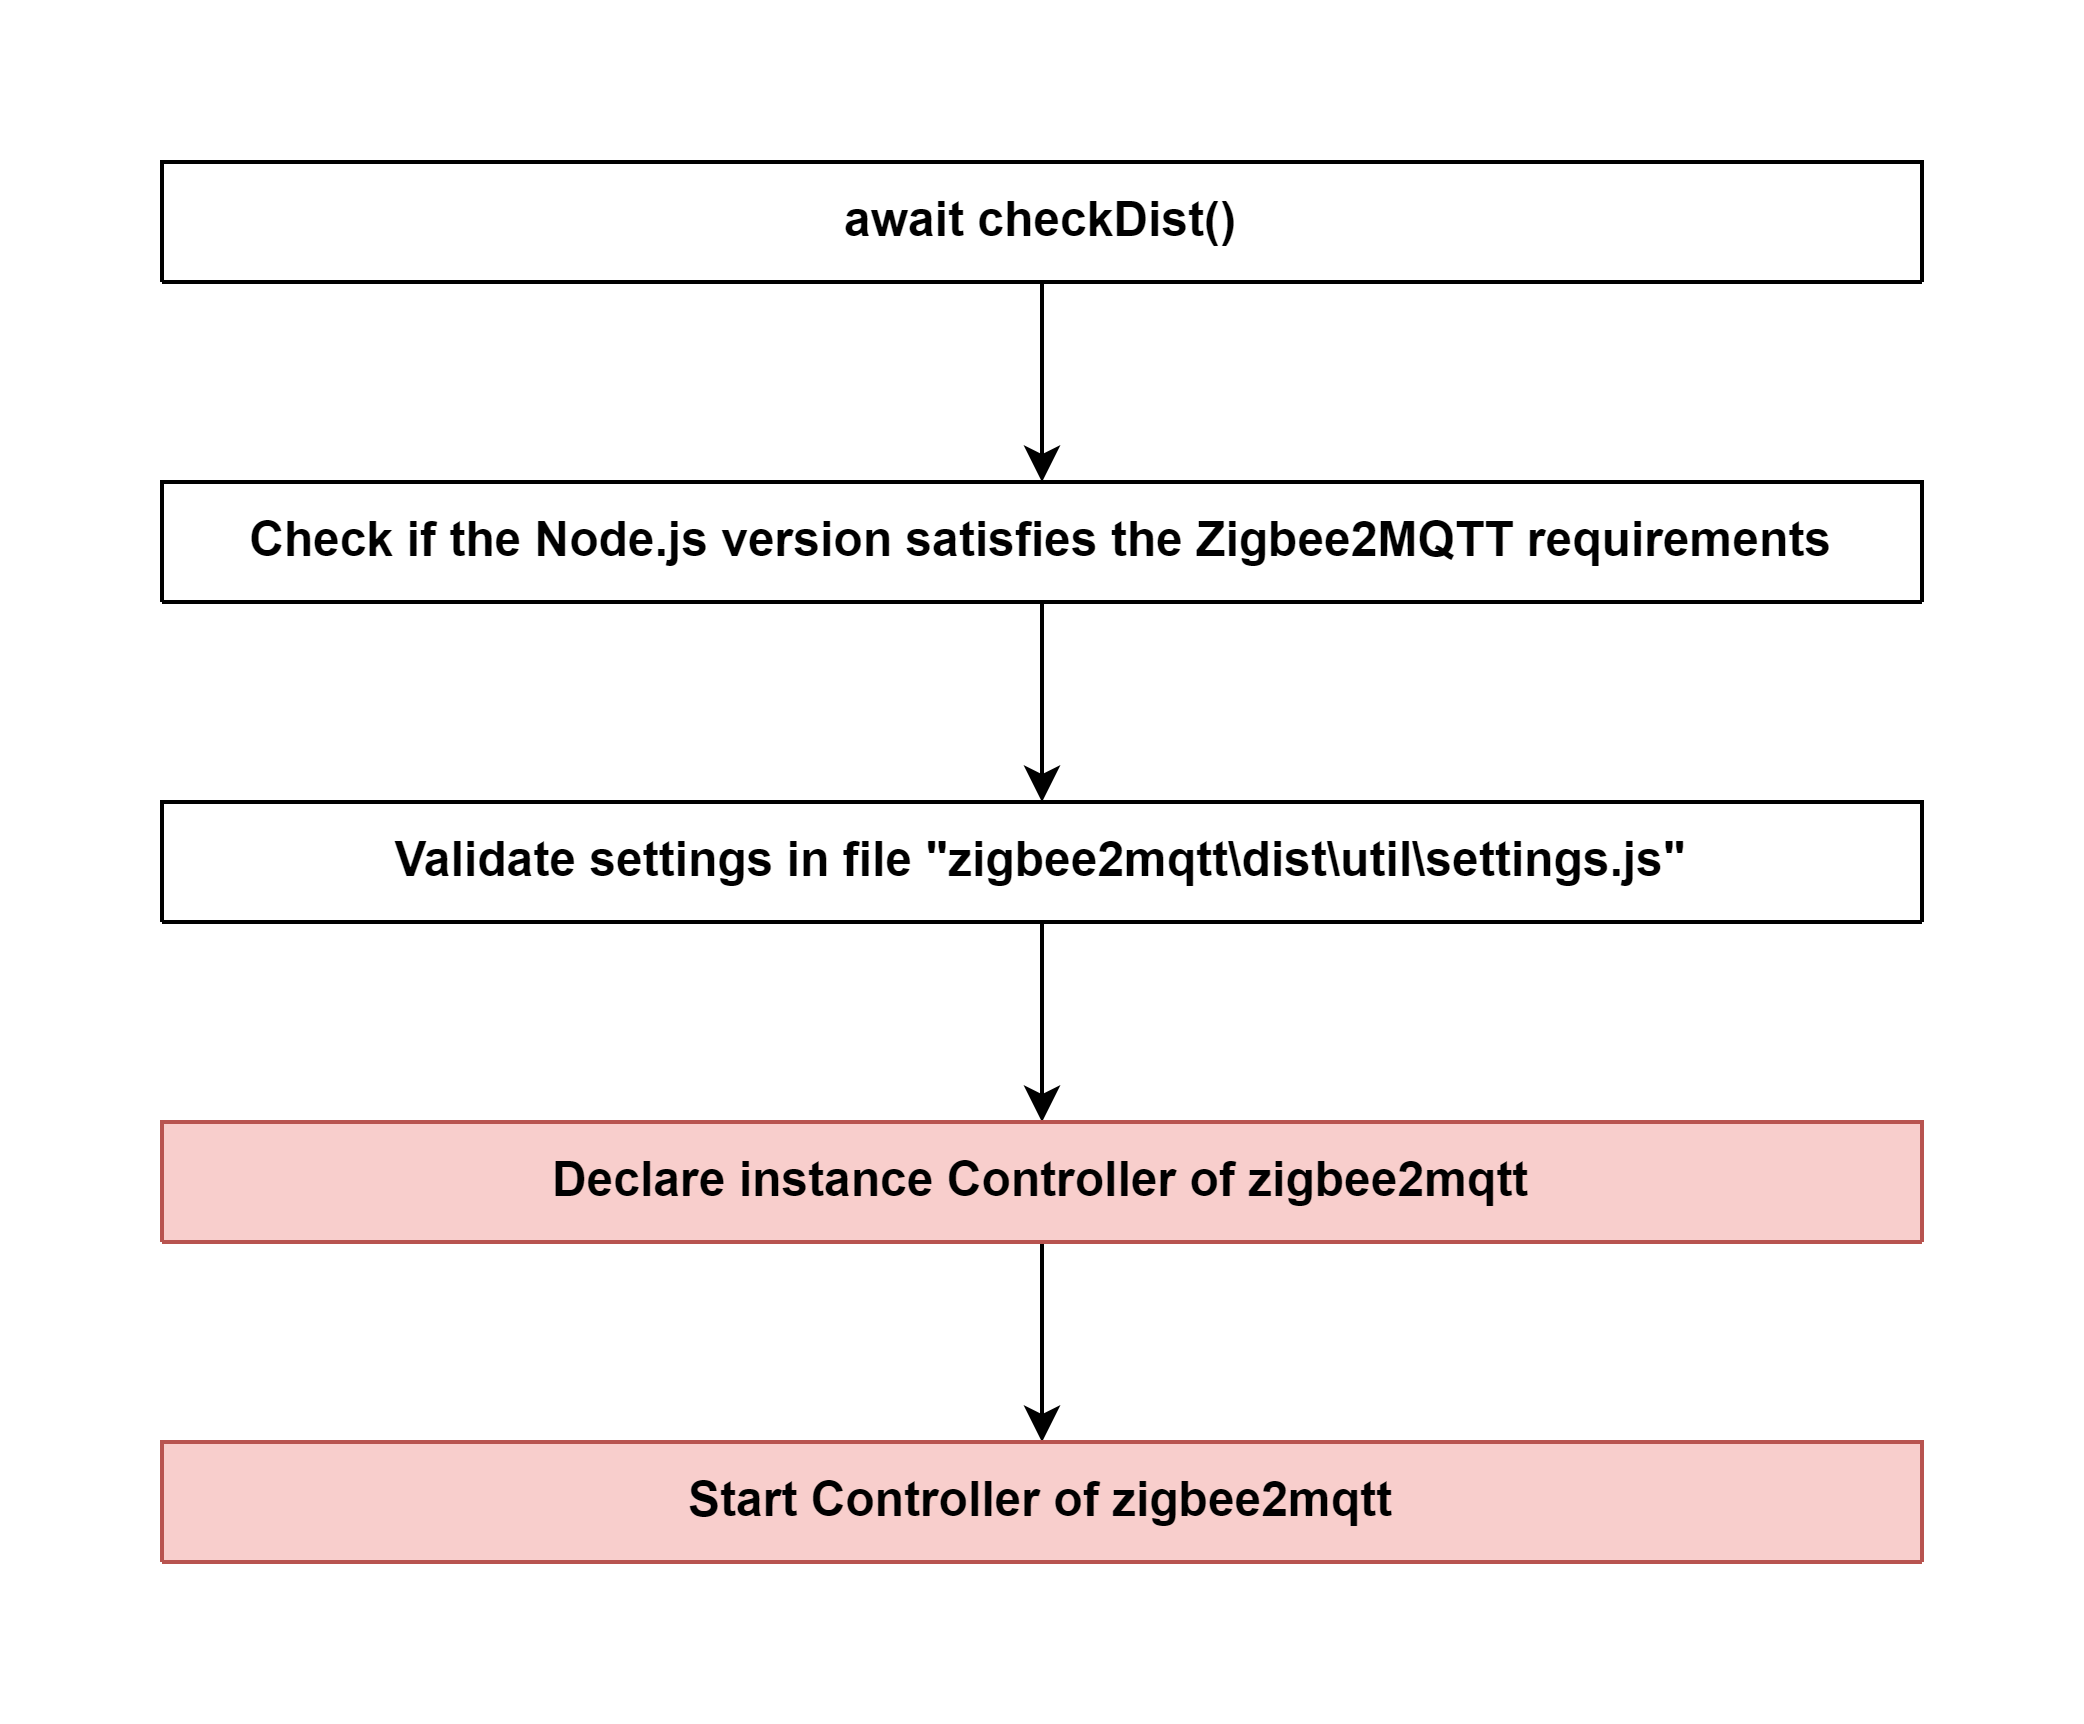 await checkDist()
Check if the Node.js version satisfies the Zigbee2MQTT requirements
Validate settings in file "zigbee2mqtt\dist\util\settings.js"
Declare instance Controller of zigbee2mqtt
Start Controller of zigbee2mqtt